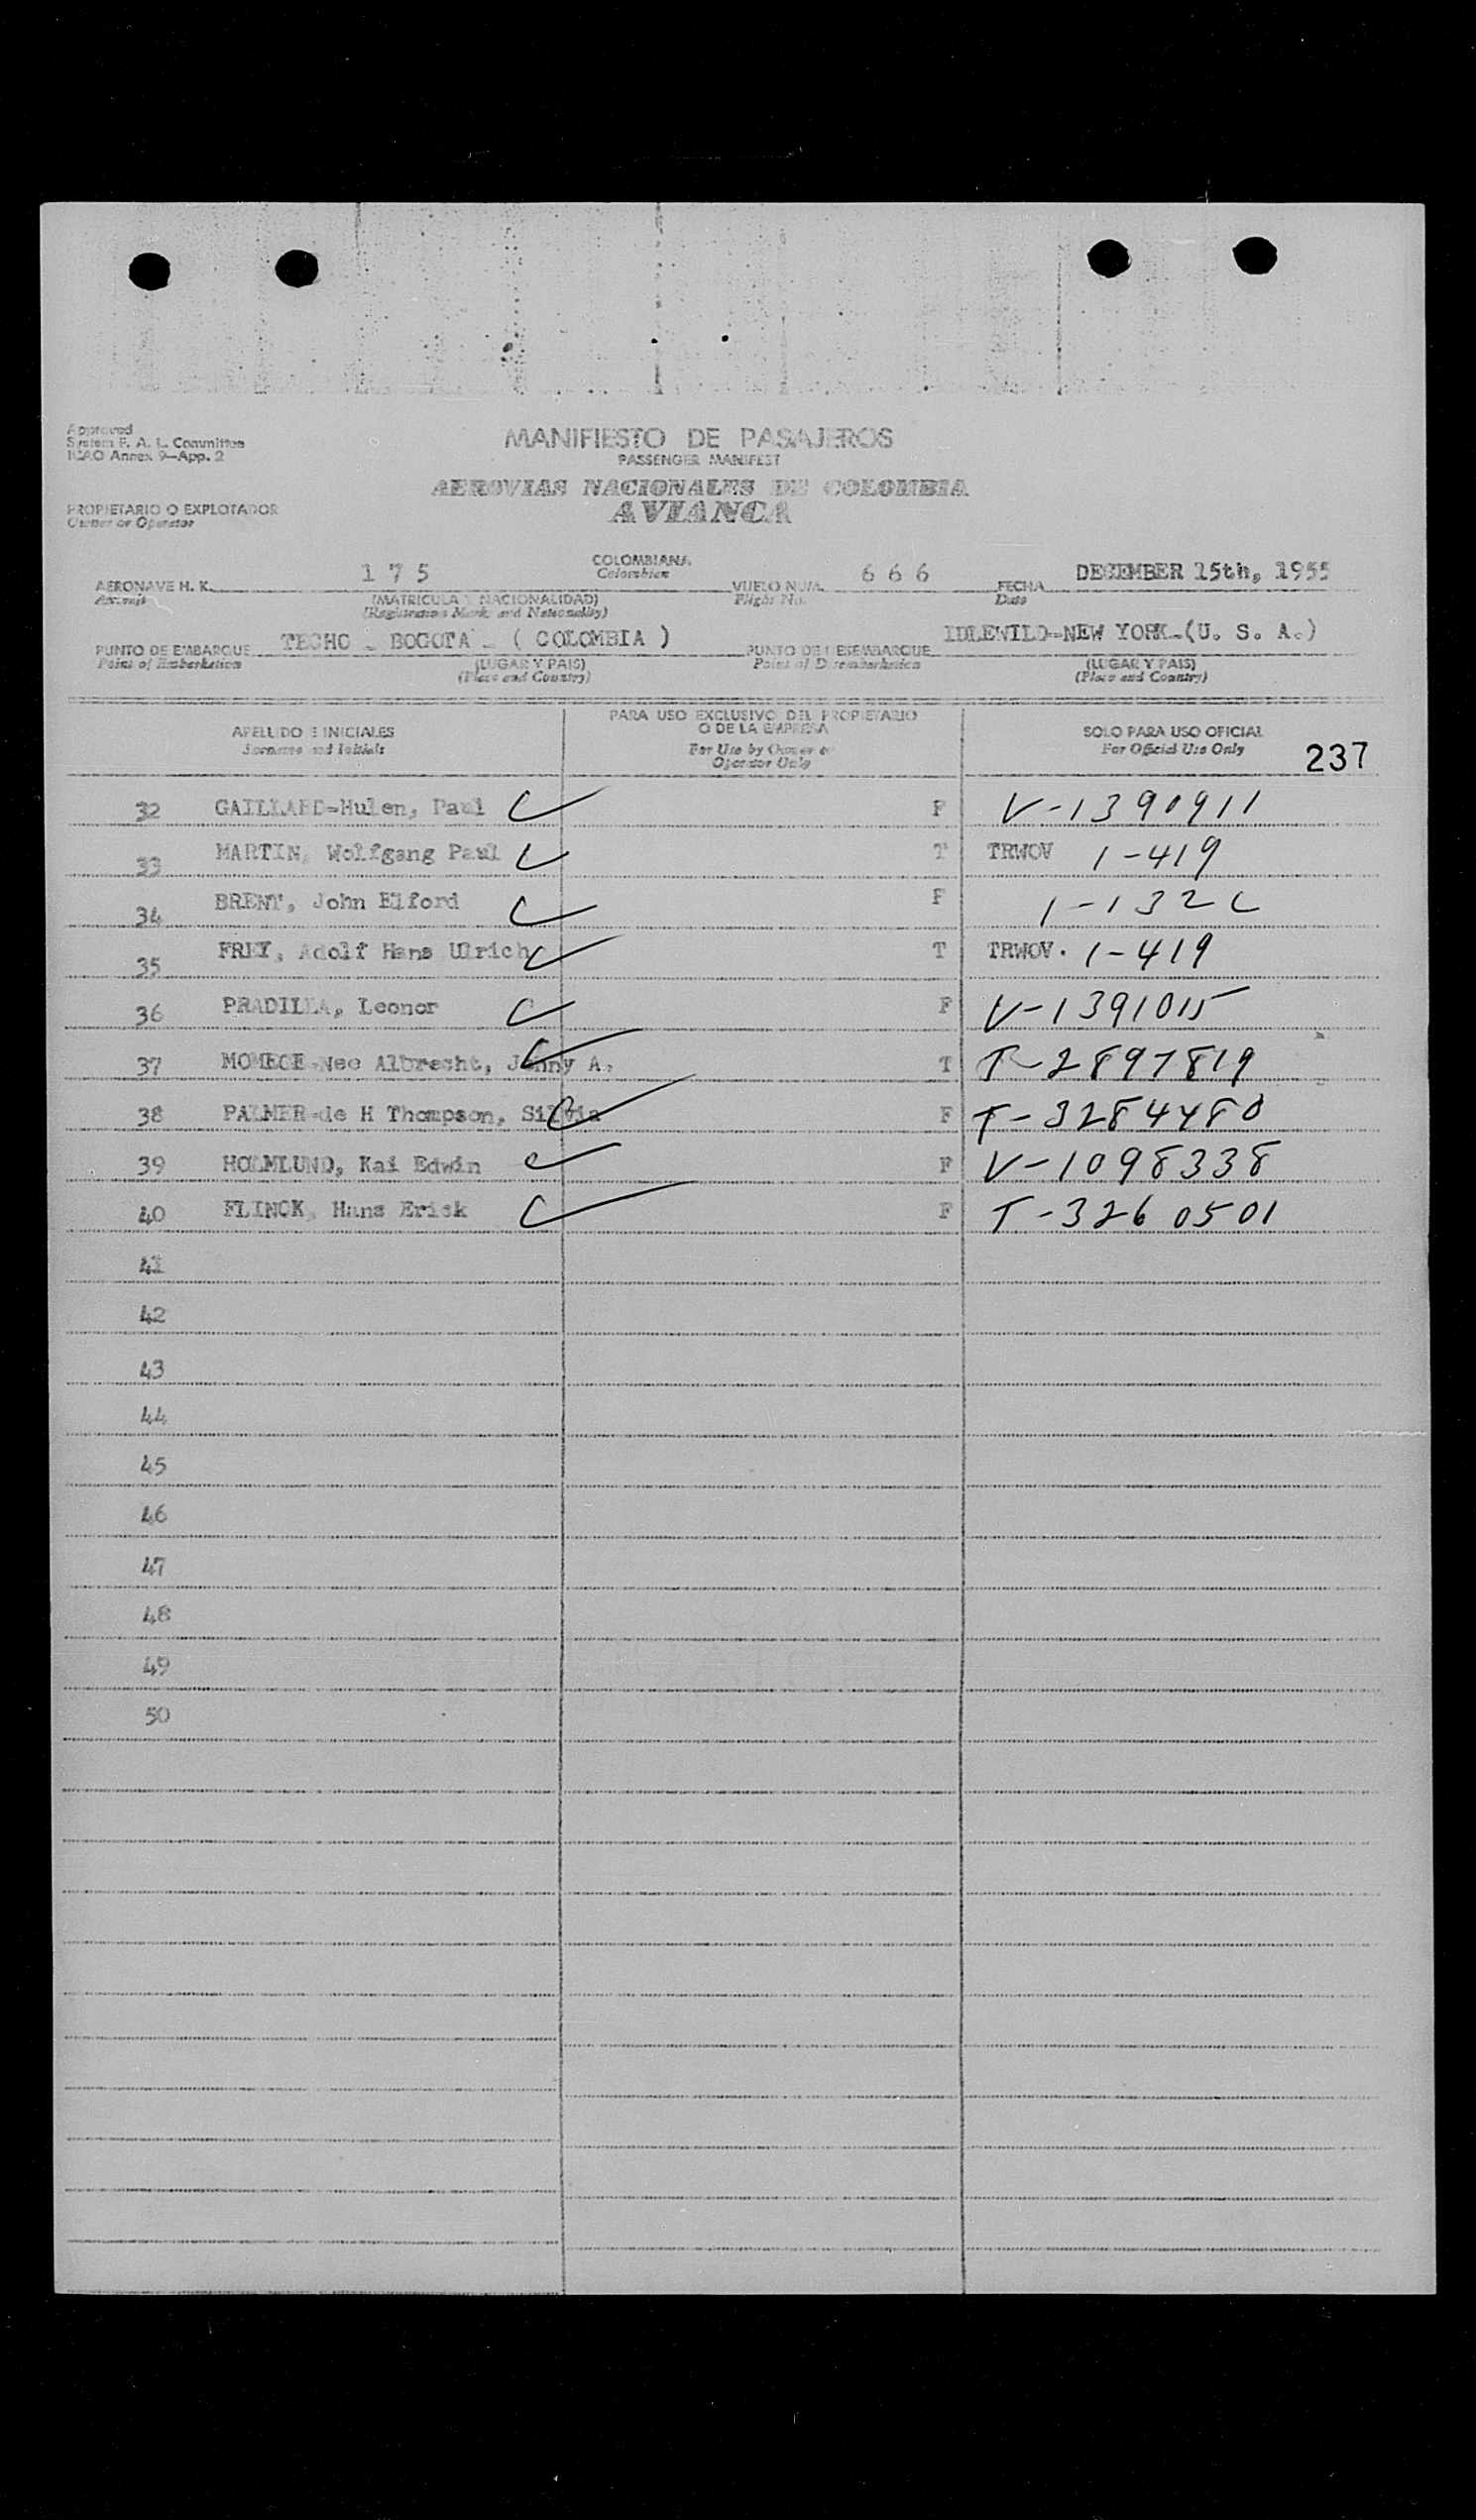 Approved
System F. A. L. Committee
ICAO Annex 9—App. 2
MANIFIESTO DE PASAJEROS
PASSENGER MANIFEST
AEROVIAS NACIONALES DE COLOMBIA
AVIANCA
PROPIETARIO O EXPLOTADOR
Owner or Operator
AERONAVE H. K. 175 COLOMBIANA VUELO NUM. 666 FECHA DECEMBER 15th, 1955
Aircraft (MATRICULA Y NACIONALIDAD) Colombian Flight No. Date
(Registration Mark and Nationality)
PUNTO DE EMBARQUE TECHO - BOGOTA - ( COLOMBIA ) PUNTO DE DESEMBARQUE IDLEWILD-NEW YORK-(U. S. A.)
Point of Embarkation (LUGAR Y PAIS) Point of Disembarkation (LUGAR Y PAIS)
(Place and Country) (Place and Country)
APELLIDO E INICIALES PARA USO EXCLUSIVO DEL PROPIETARIO SOLO PARA USO OFICIAL
Surname and Initials O DE LA EMPRESA For Official Use Only 237
For Use by Owner or
Operator Only
32 GAILLARD-Hulen, Paul F V-1390911
33 MARTIN, Wolfgang Paul T TRWOV 1-419
34 BRENT, John Elford F 1-132
35 FREY, Adolf Hans Ulrich T TRWOV. 1-419
36 PRADILLA, Leonor F V-1391015
37 Nee Albrecht, Jenny A. T T-2897819
38 PALMER-de H Thompson, Silvia F T-3284480
39 HOLMLUND, Kai Edwin F V-1098338
40 FLINCK, Hans Erick F T-3260501
41
42
43
44
45
46
47
48
49
50